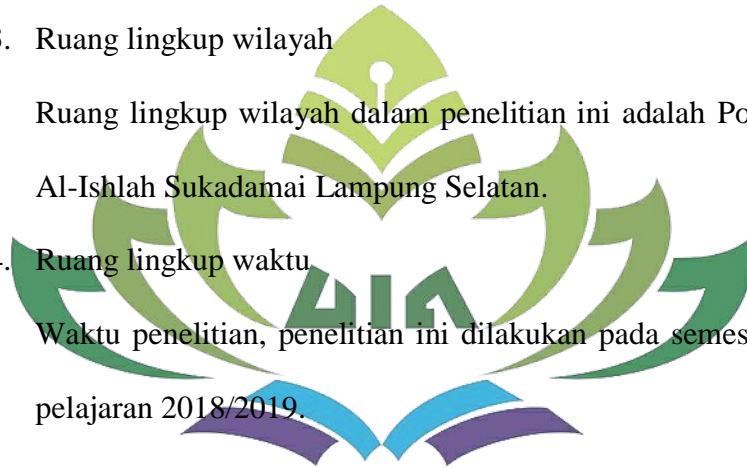 . Ruang lingkup wilayah
Ruang lingkup wilayah dalam penelitian ini adalah
Al-Ishlah Sukadamai Lampung Selatan.
. Ruang lingkup waktu
UIN
Waktu penelitian, penelitian ini dilakukan pada
pelajaran 2018/2019.